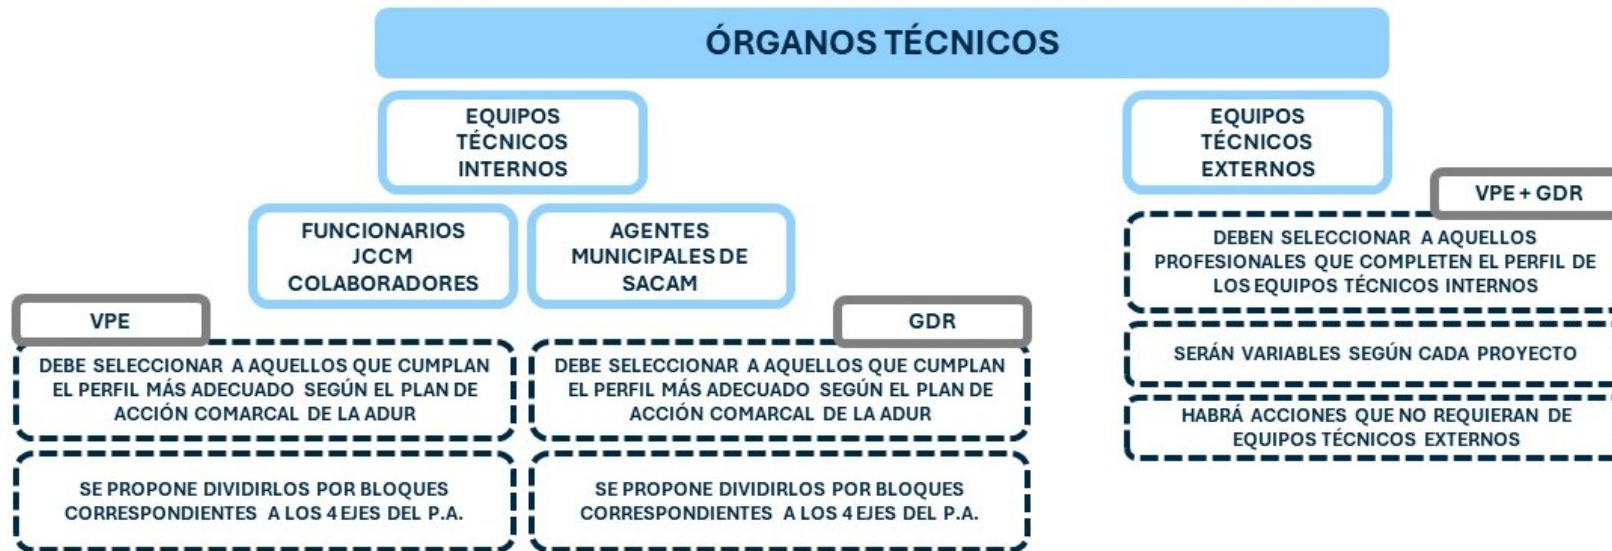 ÓRGANOS TÉCNICOS
EQUIPOS
TÉCNICOS
INTERNOS
FUNCIONARIOS
JCCM
COLABORADORES
AGENTES
MUNICIPALES DE
SACAM
VPE
DEBE SELECCIONAR A AQUELLOS QUE CUMPLAN
EL PERFIL MÁS ADECUADO SEGÚN EL PLAN DE
ACCIÓN COMARCAL DE LA ADUR
SE PROPONE DIVIDIRLOS POR BLOQUES
CORRESPONDIENTES A LOS 4 EJES DEL P.A.
GDR
DEBE SELECCIONAR A AQUELLOS QUE CUMPLAN
EL PERFIL MÁS ADECUADO SEGÚN EL PLAN DE
ACCIÓN COMARCAL DE LA ADUR
SE PROPONE DIVIDIRLOS POR BLOQUES
CORRESPONDIENTES A LOS 4 EJES DEL P.A.
EQUIPOS
TÉCNICOS
EXTERNOS
VPE + GDR
DEBEN SELECCIONAR A AQUELLOS
PROFESIONALES QUE COMPLETEN EL PERFIL DE
LOS EQUIPOS TÉCNICOS INTERNOS
SERÁN VARIABLES SEGÚN CADA PROYECTO
HABRÁ ACCIONES QUE NO REQUIERAN DE
EQUIPOS TÉCNICOS EXTERNOS